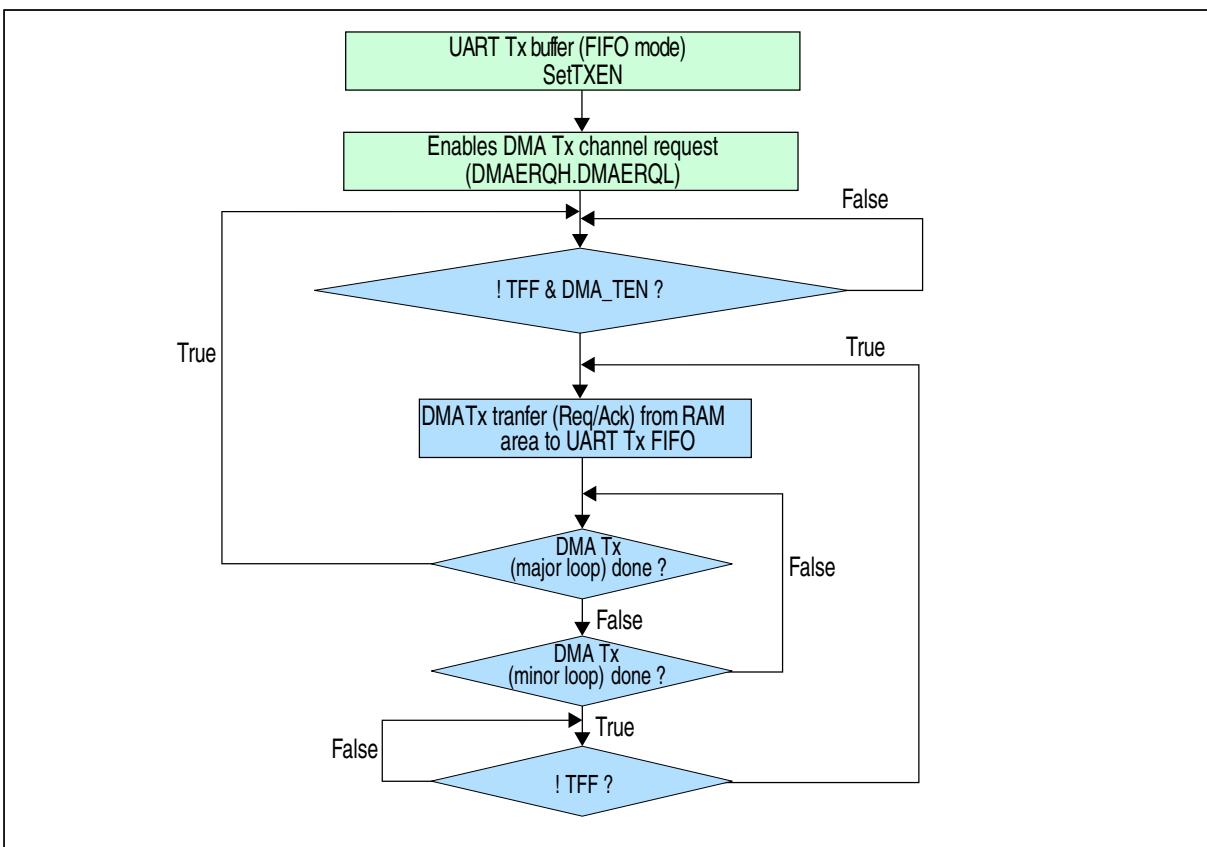 UART Tx buffer (FIFO mode)
SetTXEN
Enables DMA Tx channel request
(DMAERQH.DMAERQL)
False
! TFF & DMA_TEN ?
True
True
DMATx tranfer (Req/Ack) from RAM
area to UART Tx FIFO
DMA Tx
(major loop) done ?
False
False
DMA Tx
(minor loop) done ?
True
False
! TFF ?